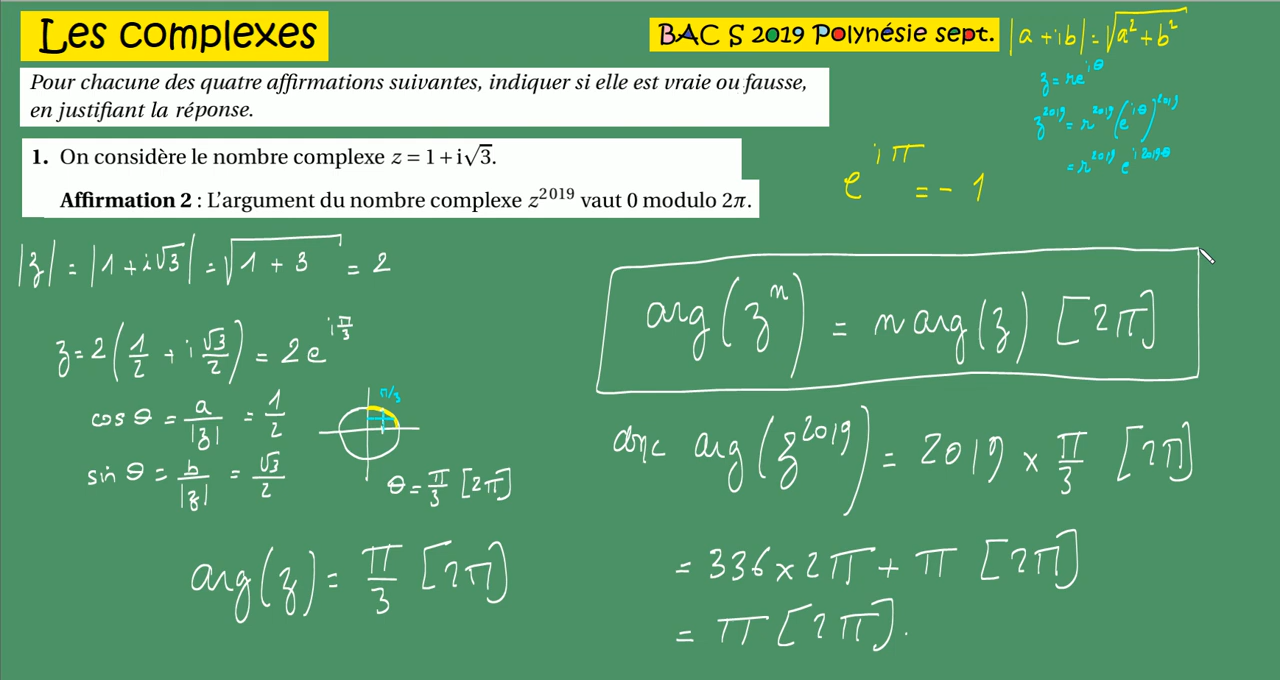 Les complexes
BAC S 2019 Polynésie sept.
|a + ib| = √(a² + b²)
Pour chacune des quatre affirmations suivantes, indiquer si elle est vraie ou fausse,
en justifiant la réponse.
z = re^{iθ}
z^{2019} = r^{2019} (e^{iθ})^{2019}
= r^{2019} e^{i2019θ}
1. On considère le nombre complexe z = 1 + i√3.
Affirmation 2 : L'argument du nombre complexe z^{2019} vaut 0 modulo 2π.
e^{iπ} = -1
|z| = |1 + i√3| = √(1 + 3) = 2
z = 2(1/2 + i √3/2) = 2e^{iπ/3}
cos θ = a/|z| = 1/2
sin θ = b/|z| = √3/2
π/3
θ = π/3 [2π]
arg(z) = π/3 [2π]
arg(z^n) = n arg(z) [2π]
donc arg(z^{2019}) = 2019 × π/3 [2π]
= 336 × 2π + π [2π]
= π [2π].